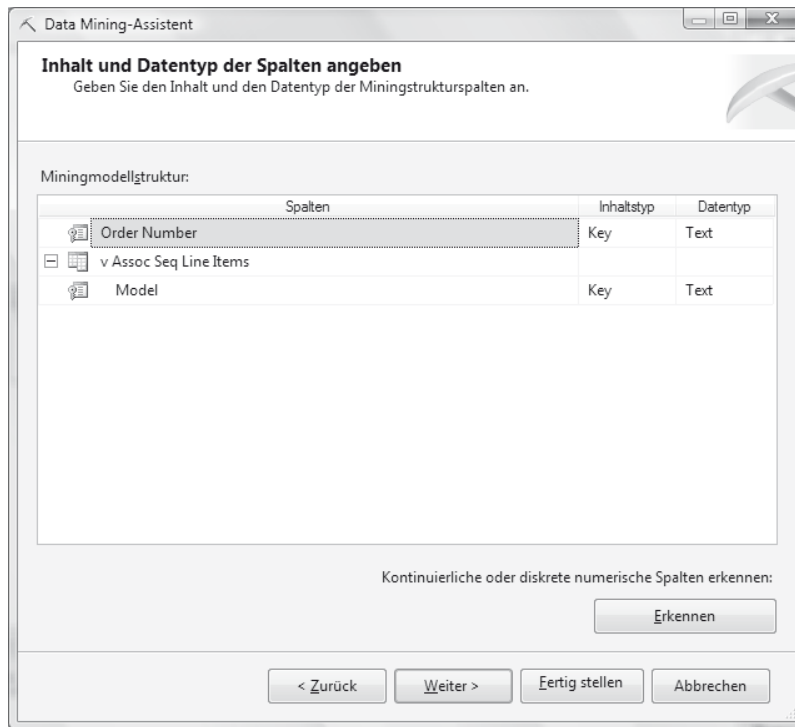 Data Mining-Assistent
Inhalt und Datentyp der Spalten angeben
Geben Sie den Inhalt und den Datentyp der Miningstrukturspalten an.
Miningmodellstruktur:
Spalten Inhaltstyp Datentyp
Order Number Key Text
v Assoc Seq Line Items
Model Key Text
Kontinuierliche oder diskrete numerische Spalten erkennen:
Erkennen
< Zurück Weiter > Fertig stellen Abbrechen